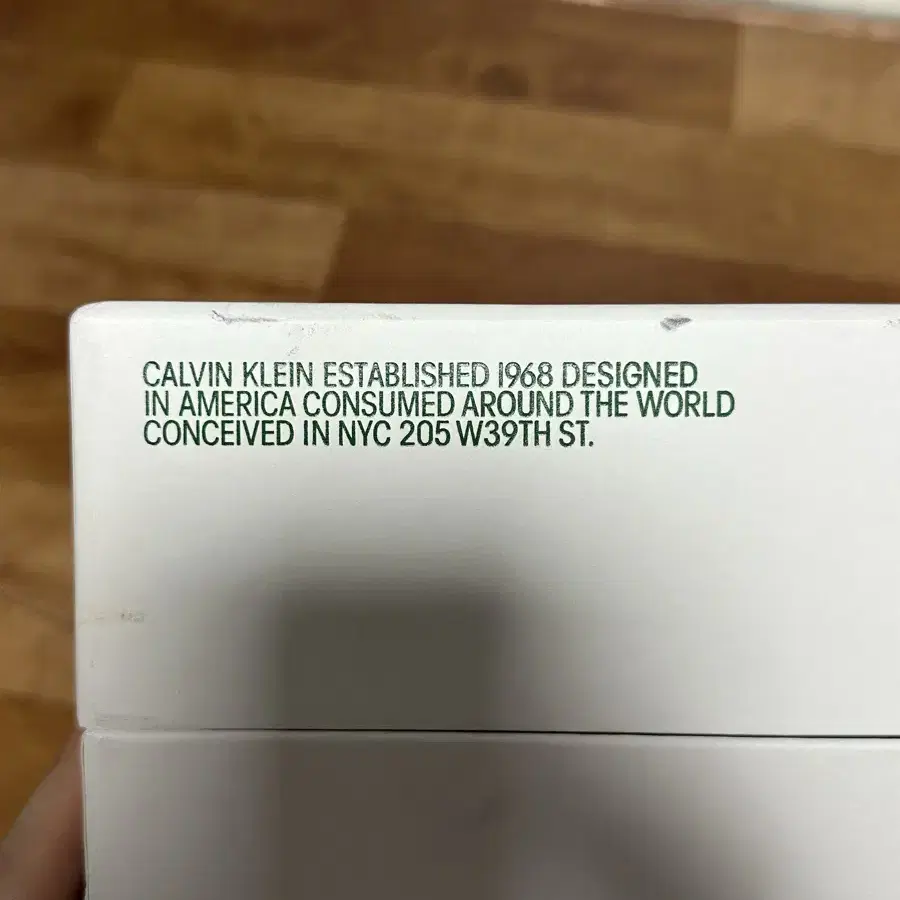 CALVIN KLEIN ESTABLISHED 1968 DESIGNED
IN AMERICA CONSUMED AROUND THE WORLD
CONCEIVED IN NYC 205 W39TH ST.